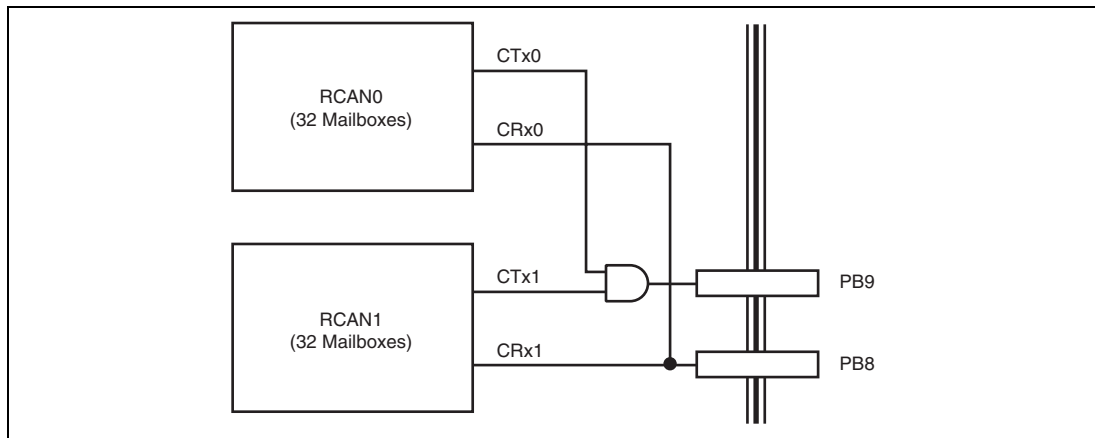 CTx0
RCAN0
(32 Mailboxes)
CRx0
CTx1
PB9
RCAN1
(32 Mailboxes)
CRx1
PB8